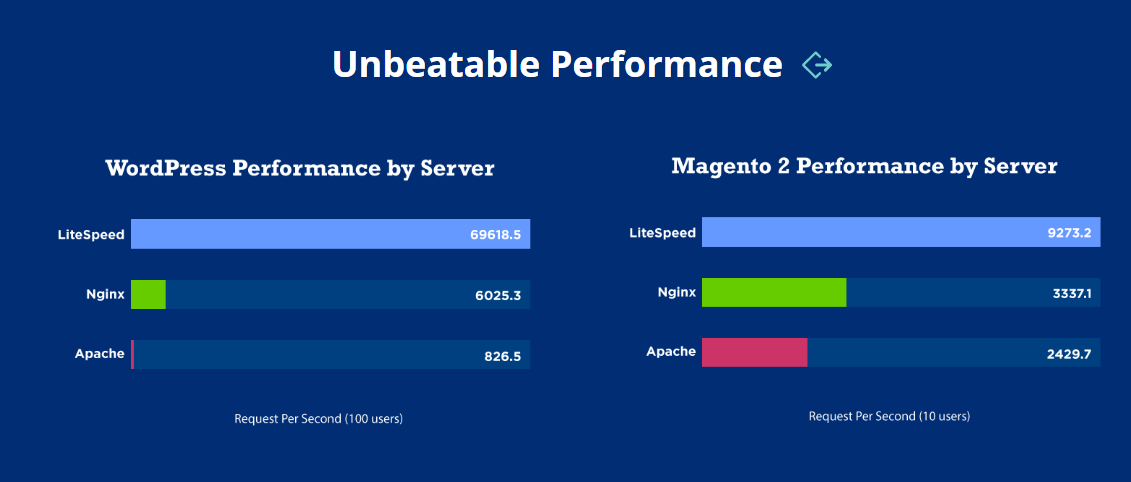 Unbeatable Performance
WordPress Performance by Server
LiteSpeed 69618.5
Nginx 6025.3
Apache 826.5
Request Per Second (100 users)
Magento 2 Performance by Server
LiteSpeed 9273.2
Nginx 3337.1
Apache 2429.7
Request Per Second (10 users)